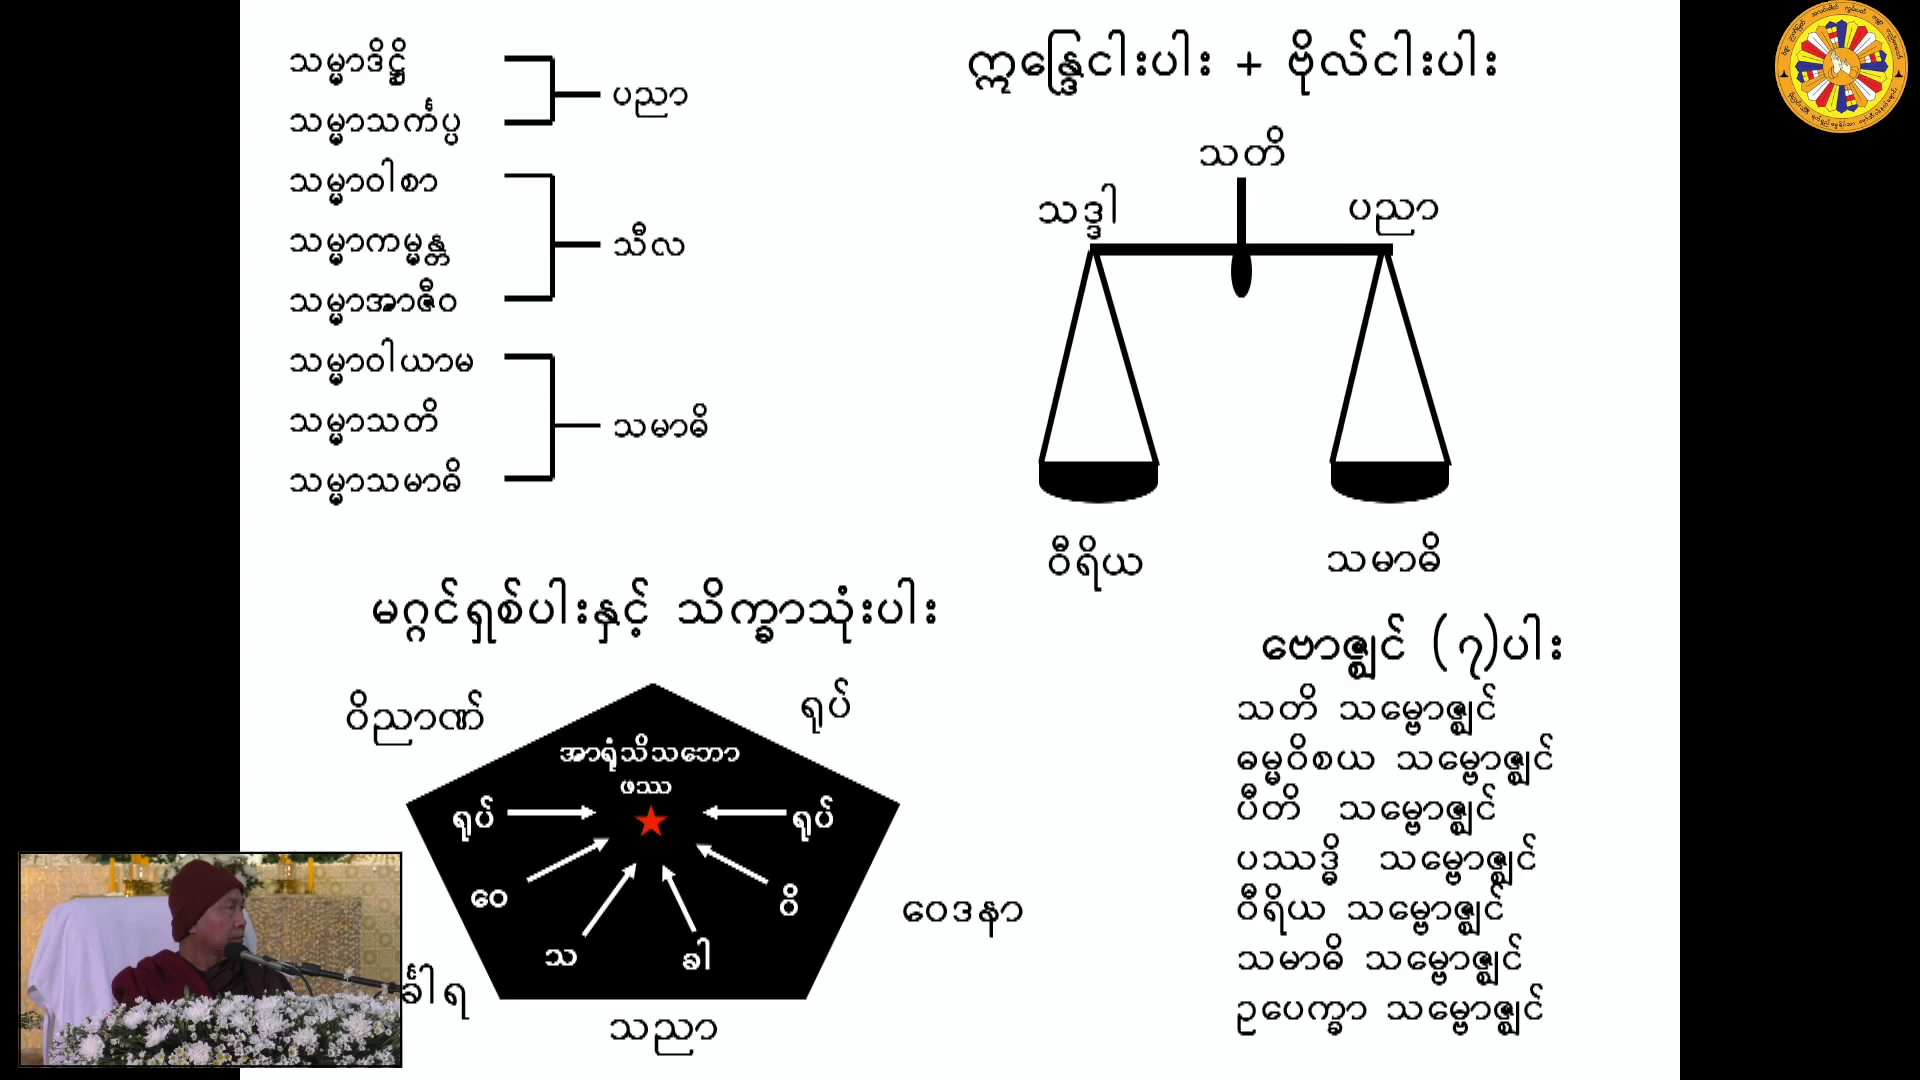 သမ္မာဒိဋ္ဌိ
သမ္မာသင်္ကပ္ပ
ပညာ
သမ္မာဝါစာ
သမ္မာကမ္မန္တ
သမ္မာအာဇီဝ
သီလ
သမ္မာဝါယာမ
သမ္မာသတိ
သမ္မာသမာဓိ
သမာဓိ
မဂ္ဂင်ရှစ်ပါးနှင့် သိက္ခာသုံးပါး
ဣန္ဒြေငါးပါး + ဗိုလ်ငါးပါး
သတိ
သဒ္ဓါ
ပညာ
ဝီရိယ
သမာဓိ
ဝိညာဏ်
ရုပ်
အာရုံသိသဘော
ဖဿ
ရုပ်
ရုပ်
ဝေ
ဝိ
သ
ခါ
ဝေဒနာ
သညာ
ဗောဇ္ဈင် (၇)ပါး
သတိ သမ္ဗောဇ္ဈင်
ဓမ္မဝိစယ သမ္ဗောဇ္ဈင်
ပီတိ သမ္ဗောဇ္ဈင်
ပဿဒ္ဓိ သမ္ဗောဇ္ဈင်
ဝီရိယ သမ္ဗောဇ္ဈင်
သမာဓိ သမ္ဗောဇ္ဈင်
ဥပေက္ခာ သမ္ဗောဇ္ဈင်